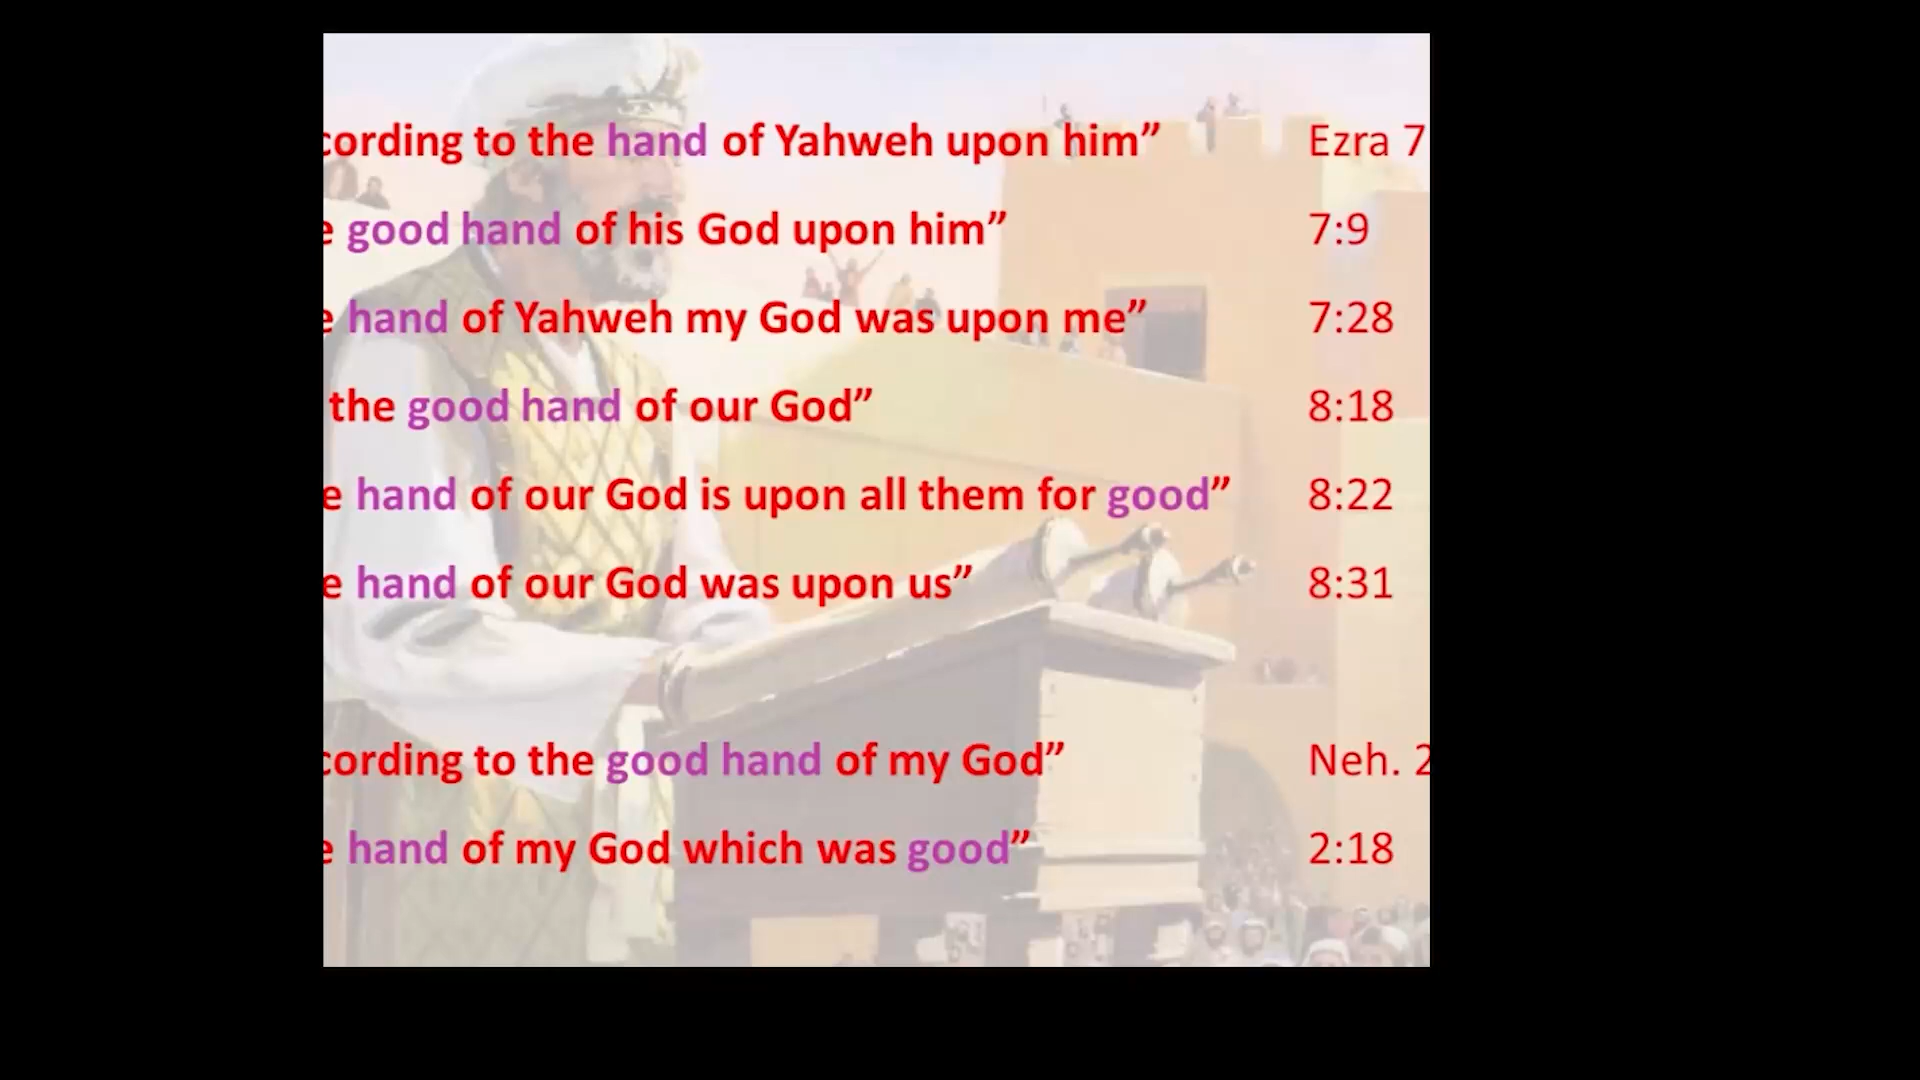 cording to the hand of Yahweh upon him” Ezra 7
e good hand of his God upon him” 7:9
e hand of Yahweh my God was upon me” 7:28
the good hand of our God” 8:18
e hand of our God is upon all them for good” 8:22
e hand of our God was upon us” 8:31
cording to the good hand of my God” Neh. 2
e hand of my God which was good” 2:18